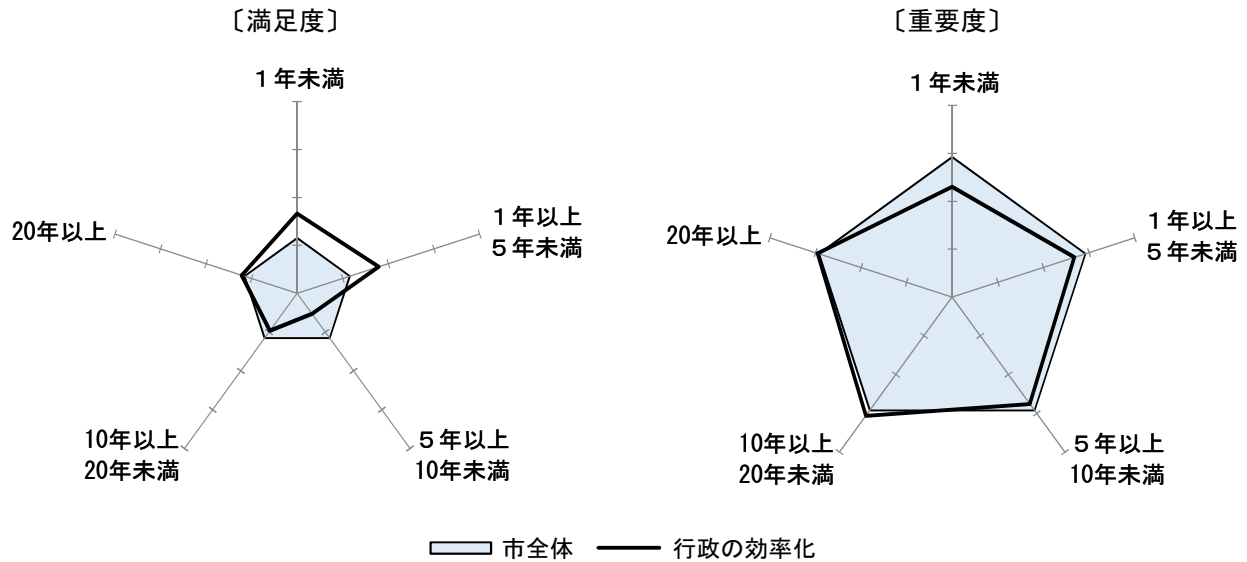 〔満足度〕
１年未満
１年以上
５年未満
５年以上
10年未満
10年以上
20年未満
20年以上
〔重要度〕
１年未満
１年以上
５年未満
５年以上
10年未満
10年以上
20年未満
20年以上
市全体
行政の効率化